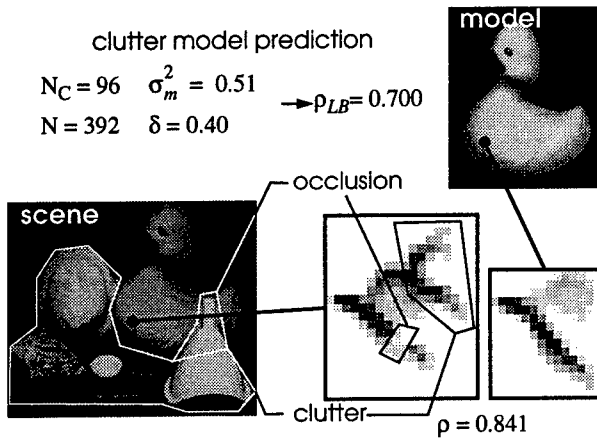 clutter model prediction
N_C = 96 σ_m^2 = 0.51
N = 392 δ = 0.40
→ρ_LB = 0.700
model
occlusion
scene
clutter
ρ = 0.841